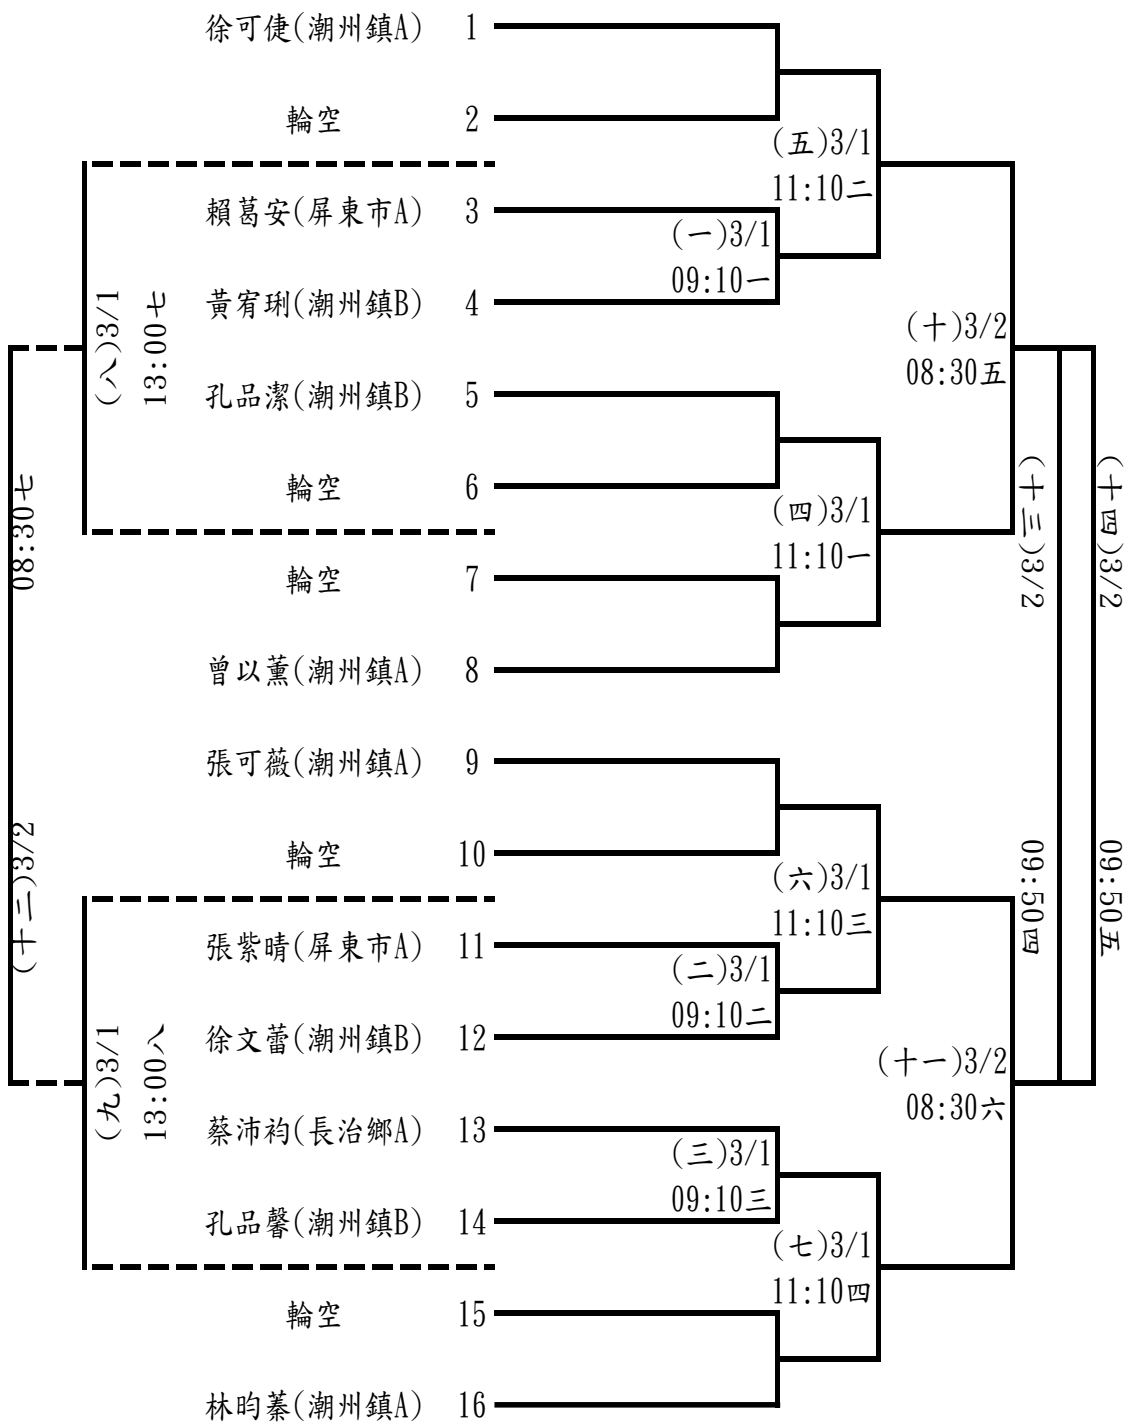 徐可倢(潮州鎮A) 1
輪空 2
(五)3/1
11:10二
賴葛安(屏東市A) 3
(一)3/1
09:10一
黃宥琍(潮州鎮B) 4
(八)3/1
13:00七
(十)3/2
08:30五
孔品潔(潮州鎮B) 5
輪空 6
(四)3/1
11:10一
輪空 7
曾以薰(潮州鎮A) 8
(十二)3/2
08:30七
(十三)3/2
09:50四
(十四)3/2
09:50五
張可薇(潮州鎮A) 9
輪空 10
(六)3/1
11:10三
張紫晴(屏東市A) 11
(二)3/1
09:10二
徐文蕾(潮州鎮B) 12
(九)3/1
13:00八
(十一)3/2
08:30六
蔡沛袀(長治鄉A) 13
(三)3/1
09:10三
孔品馨(潮州鎮B) 14
(七)3/1
11:10四
輪空 15
林昀蓁(潮州鎮A) 16